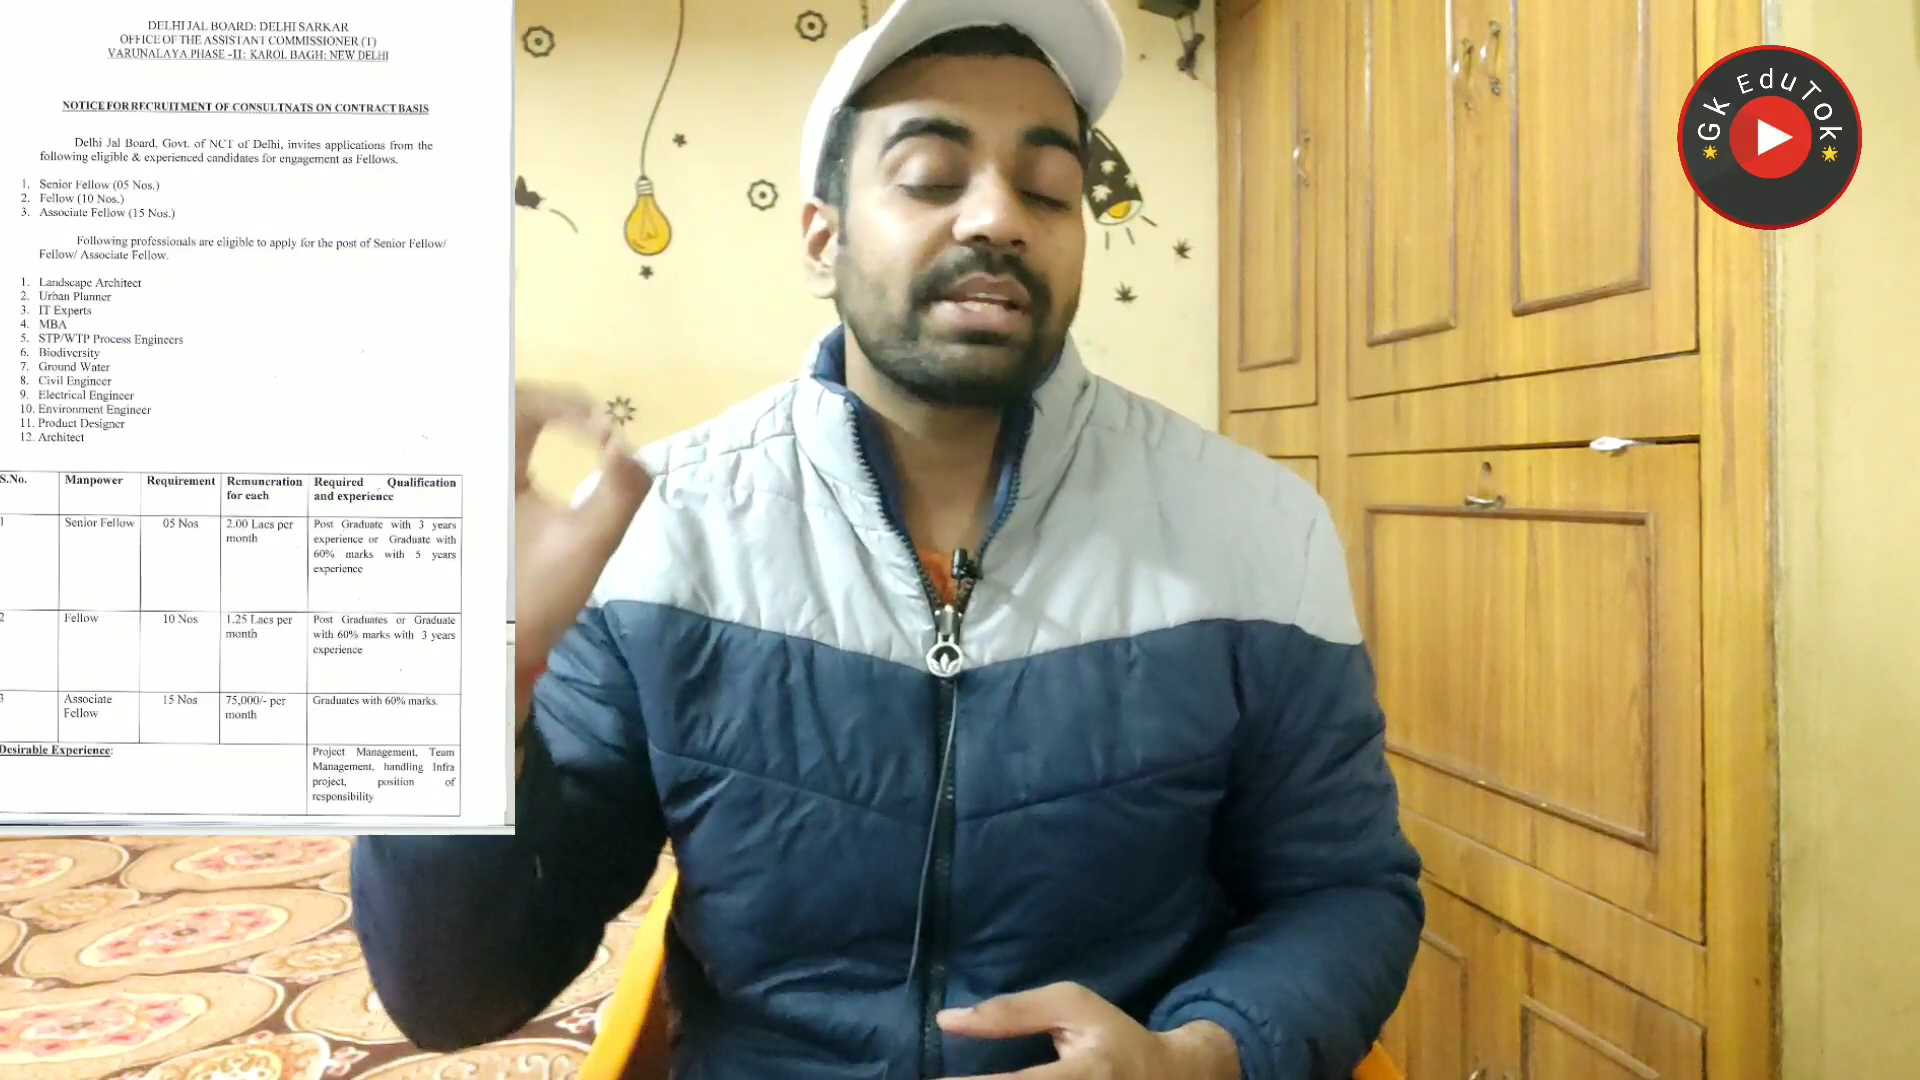 DELHI JAL BOARD: DELHI SARKAR
OFFICE OF THE ASSISTANT COMMISSIONER (T)
VARUNALAYA PHASE -II: KAROL BAGH: NEW DELHI
NOTICE FOR RECRUITMENT OF CONSULTNATS ON CONTRACT BASIS
Delhi Jal Board, Govt. of NCT of Delhi, invites applications from the
following eligible & experienced candidates for engagement as Fellows.
1. Senior Fellow (05 Nos.)
2. Fellow (10 Nos.)
3. Associate Fellow (15 Nos.)
Following professionals are eligible to apply for the post of Senior Fellow/
Fellow/ Associate Fellow.
1. Landscape Architect
2. Urban Planner
3. IT Experts
4. MBA
5. STP/WTP Process Engineers
6. Biodiversity
7. Ground Water
8. Civil Engineer
9. Electrical Engineer
10. Environment Engineer
11. Product Designer
12. Architect
S.No. Manpower Requirement Remuneration Required Qualification
for each and experience
1 Senior Fellow 05 Nos 2.00 Lacs per Post Graduate with 3 years
month experience or Graduate with
60% marks with 5 years
experience
2 Fellow 10 Nos 1.25 Lacs per Post Graduates or Graduate
month with 60% marks with 3 years
experience
3 Associate 15 Nos 75,000/- per Graduates with 60% marks.
Fellow month
Desirable Experience: Project Management, Team
Management, handling Infra
project, position of
responsibility
GK EduTok